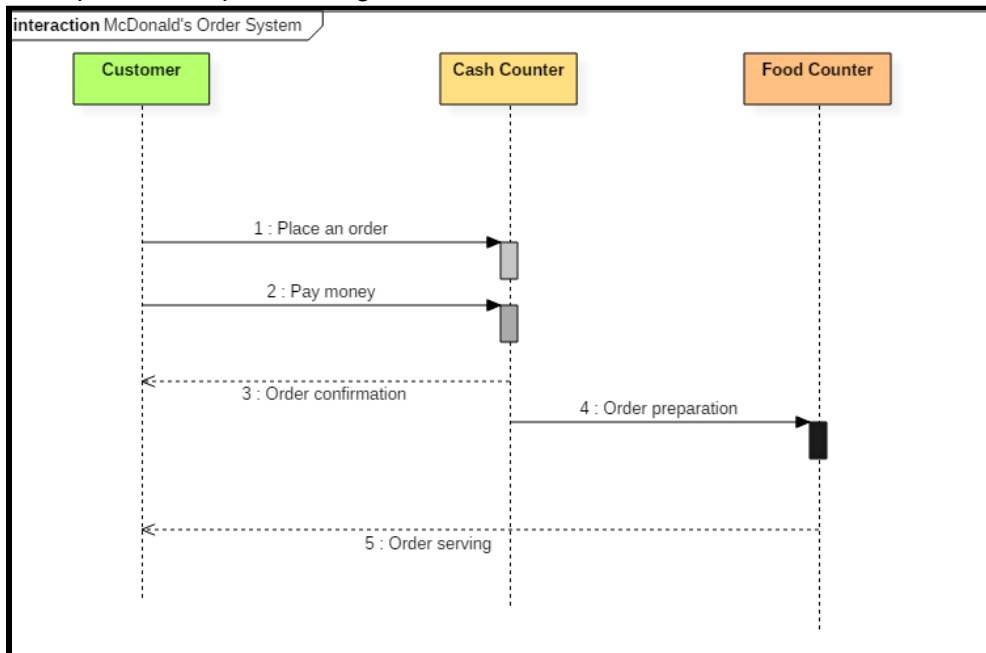 interaction McDonald's Order System
Customer
Cash Counter
Food Counter
1 : Place an order
2 : Pay money
3 : Order confirmation
4 : Order preparation
5 : Order serving